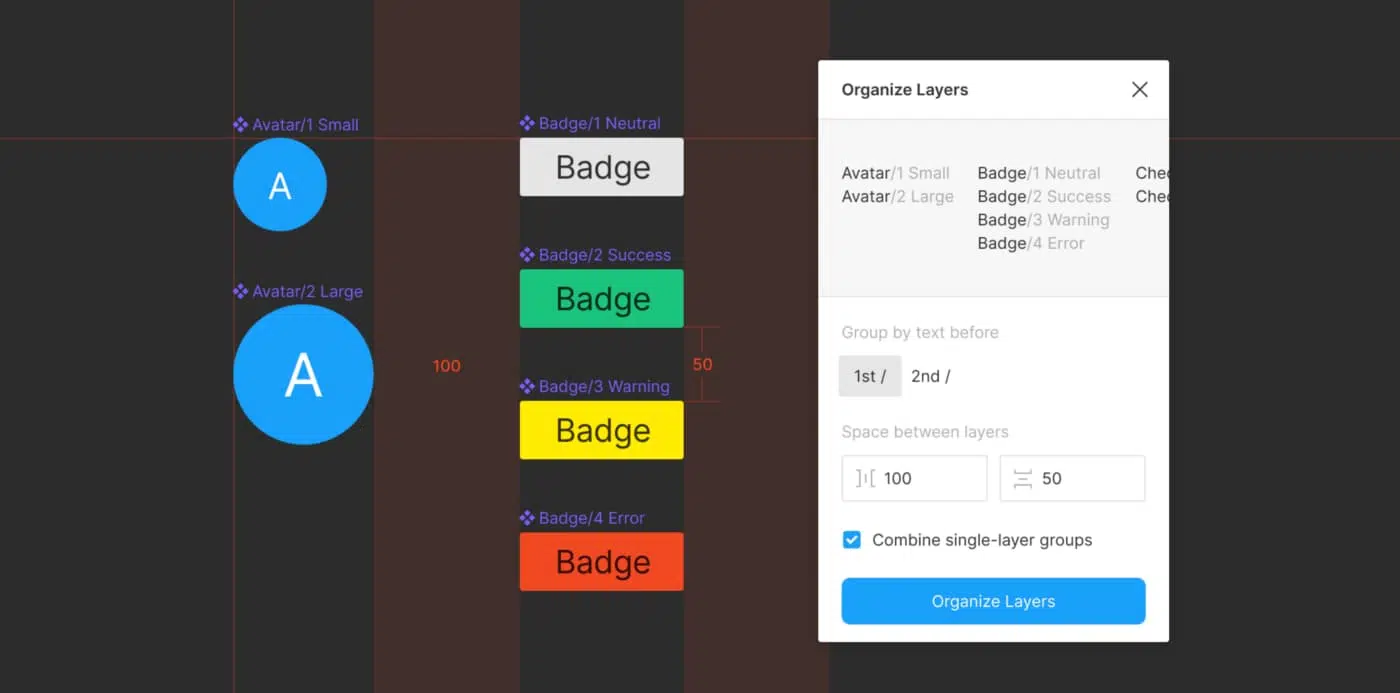 Avatar/1 Small
A
Avatar/2 Large
A
100
Badge/1 Neutral
Badge
Badge/2 Success
Badge
50
Badge/3 Warning
Badge
Badge/4 Error
Badge
Organize Layers
Avatar/1 Small
Avatar/2 Large
Badge/1 Neutral
Badge/2 Success
Badge/3 Warning
Badge/4 Error
Chec
Chec
Group by text before
1st / 2nd /
Space between layers
100 50
Combine single-layer groups
Organize Layers